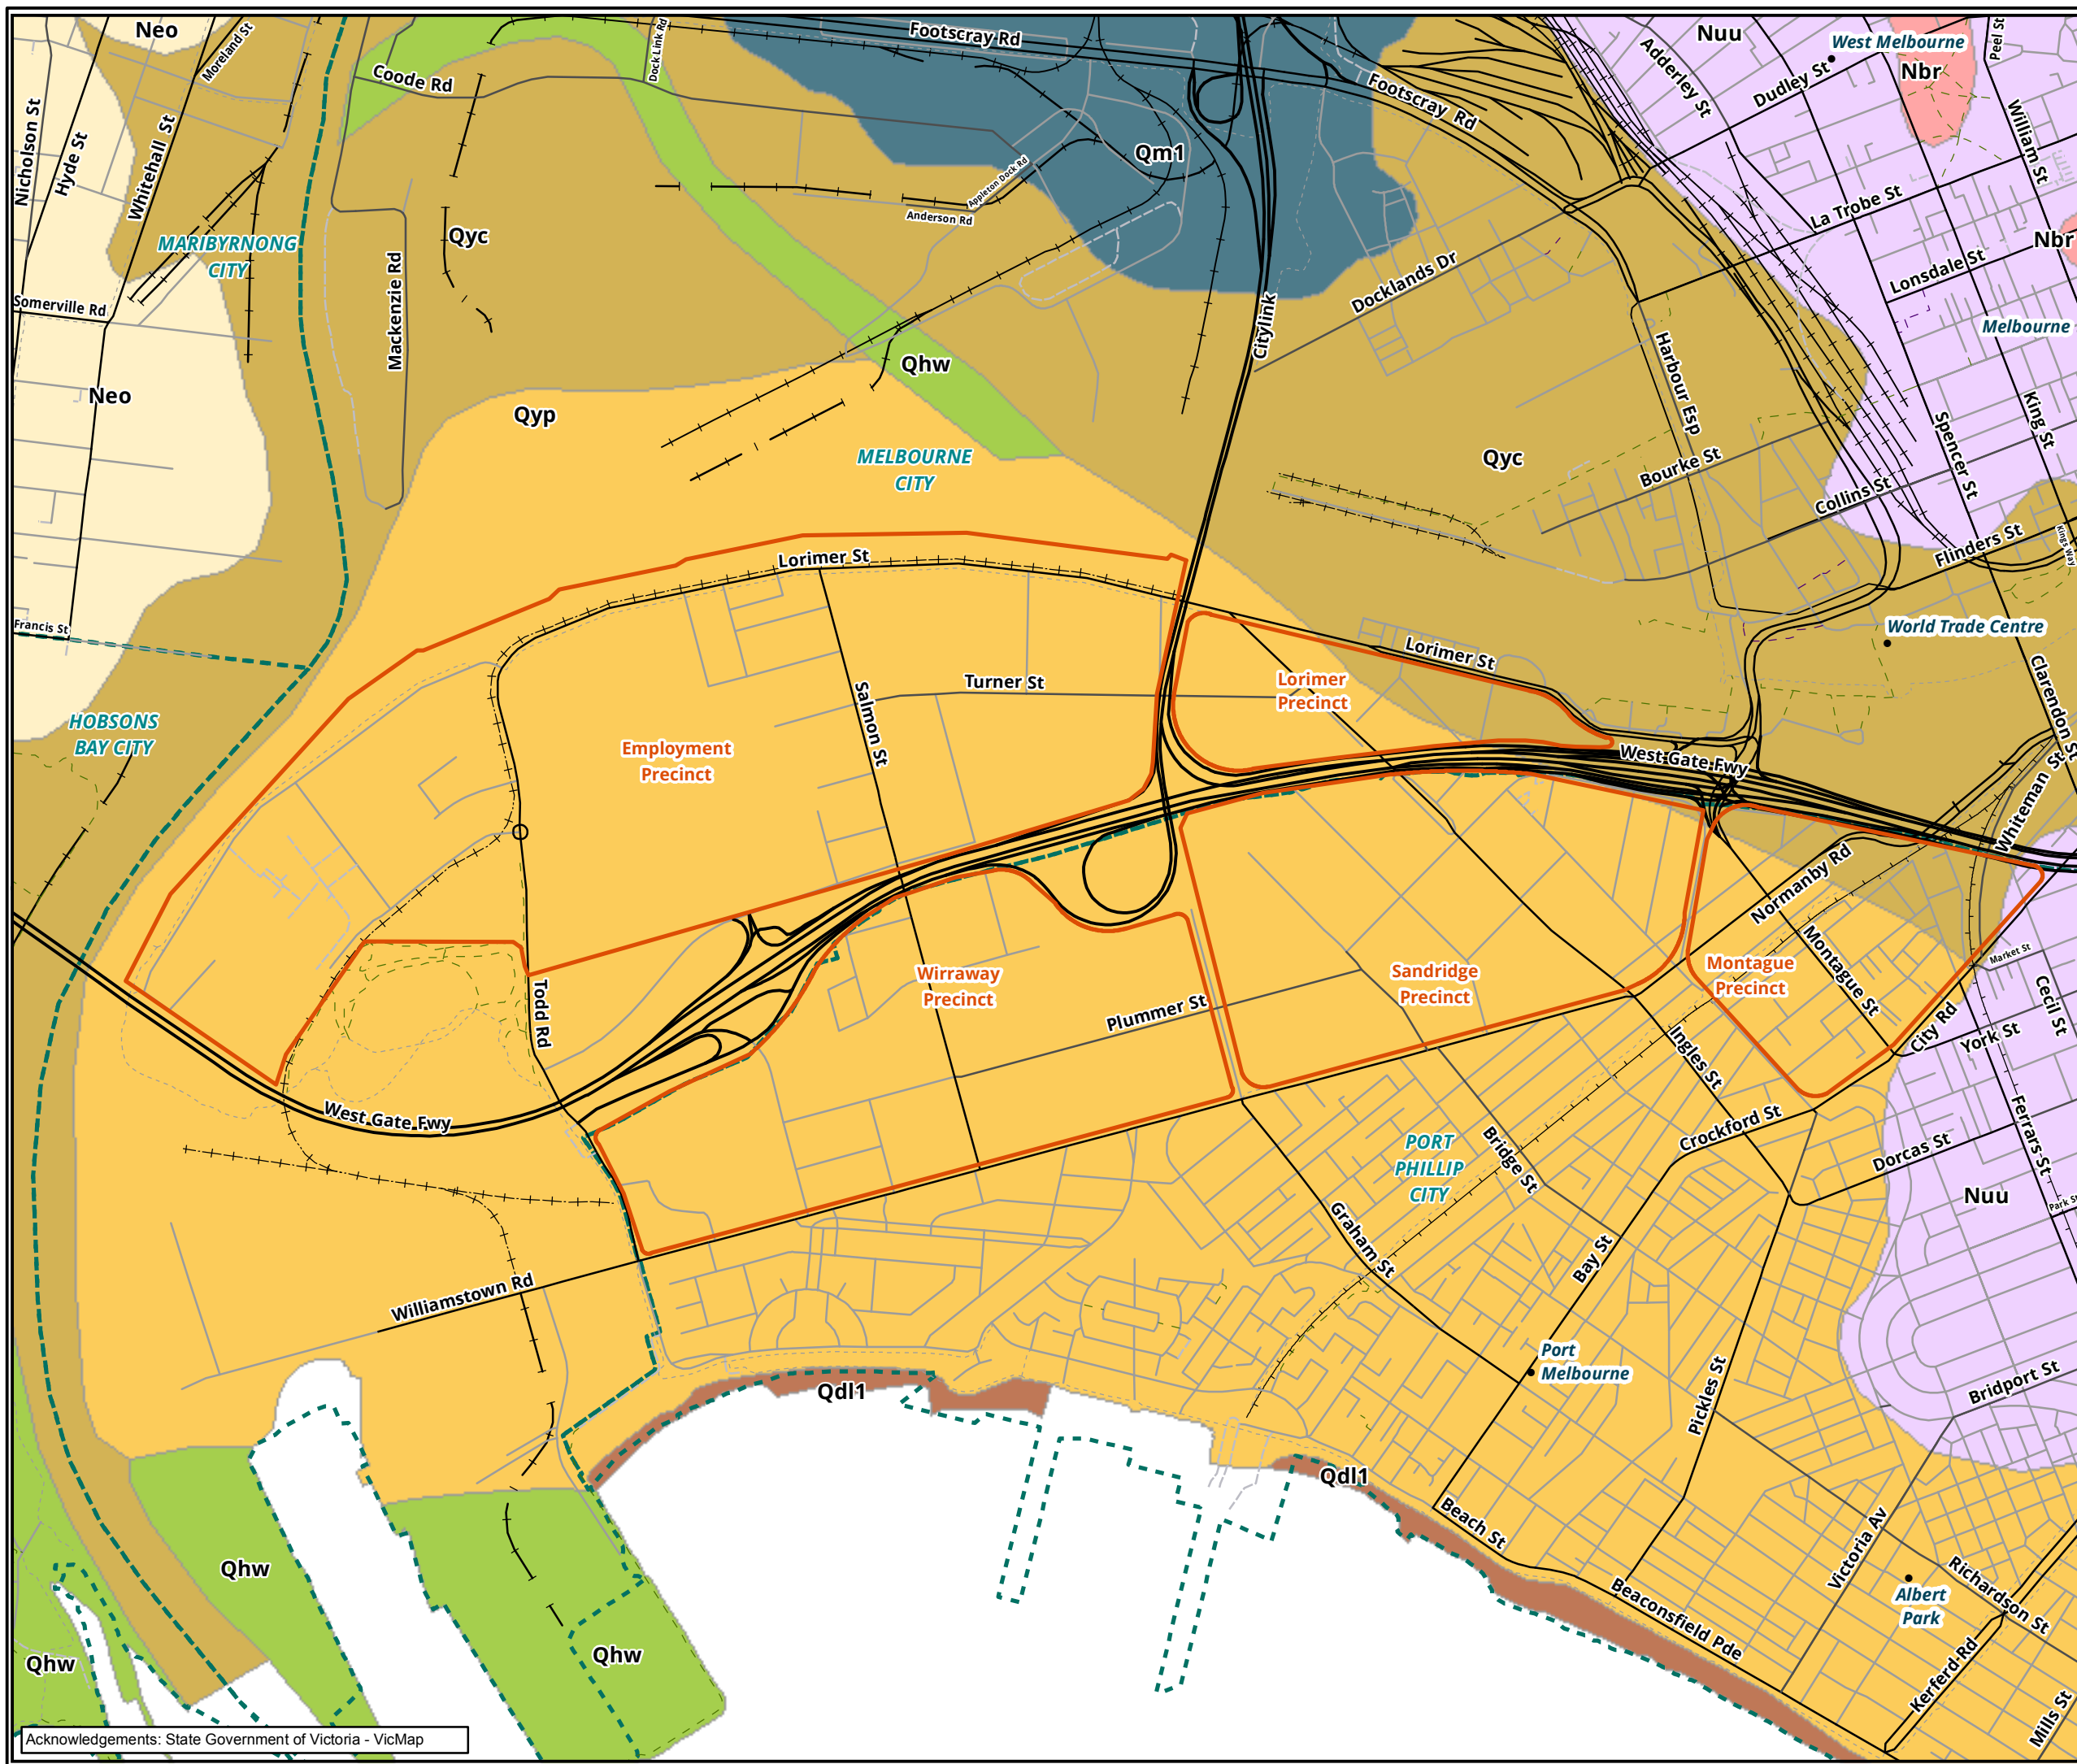 Neo
Moreland St
Dock Link Rd
Footscray Rd
Nuu
West Melbourne
Nbr
Peel St
Coode Rd
Adderley St
Dudley St
Footscray Rd
William St
Nicholson St
Hyde St
Whitehall St
Qm1
Appleton Dock Rd
Anderson Rd
La Trobe St
Nbr
MARIBYRNONG
CITY
Qyc
Mackenzie Rd
Docklands Dr
Lonsdale St
Somerville Rd
Citylink
Melbourne
Harbour Esp
Qhw
Neo
Qyp
King St
Spencer St
MELBOURNE
CITY
Qyc
Bourke St
Collins St
Flinders St
Kings Way
Lorimer St
Francis St
World Trade Centre
Lorimer St
Clarendon St
Turner St
Salmon St
Lorimer
Precinct
HOBSONS
BAY CITY
Employment
Precinct
West Gate Fwy
Whiteman St
Normanby Rd
Montague St
Market St
Wirraway
Precinct
Sandridge
Precinct
Montague
Precinct
Cecil St
Todd Rd
Plummer St
City Rd
York St
Ingles St
West Gate Fwy
Crockford St
Ferrars St
PORT
PHILLIP
CITY
Bridge St
Dorcas St
Nuu
Park St
Graham St
Bay St
Williamstown Rd
Port
Melbourne
Qdl1
Pickles St
Bridport St
Qdl1
Beach St
Victoria Av
Qhw
Richardson St
Albert
Park
Beaconsfield Pde
Qhw
Qhw
Kerferd Rd
Mills St
Acknowledgements: State Government of Victoria - VicMap